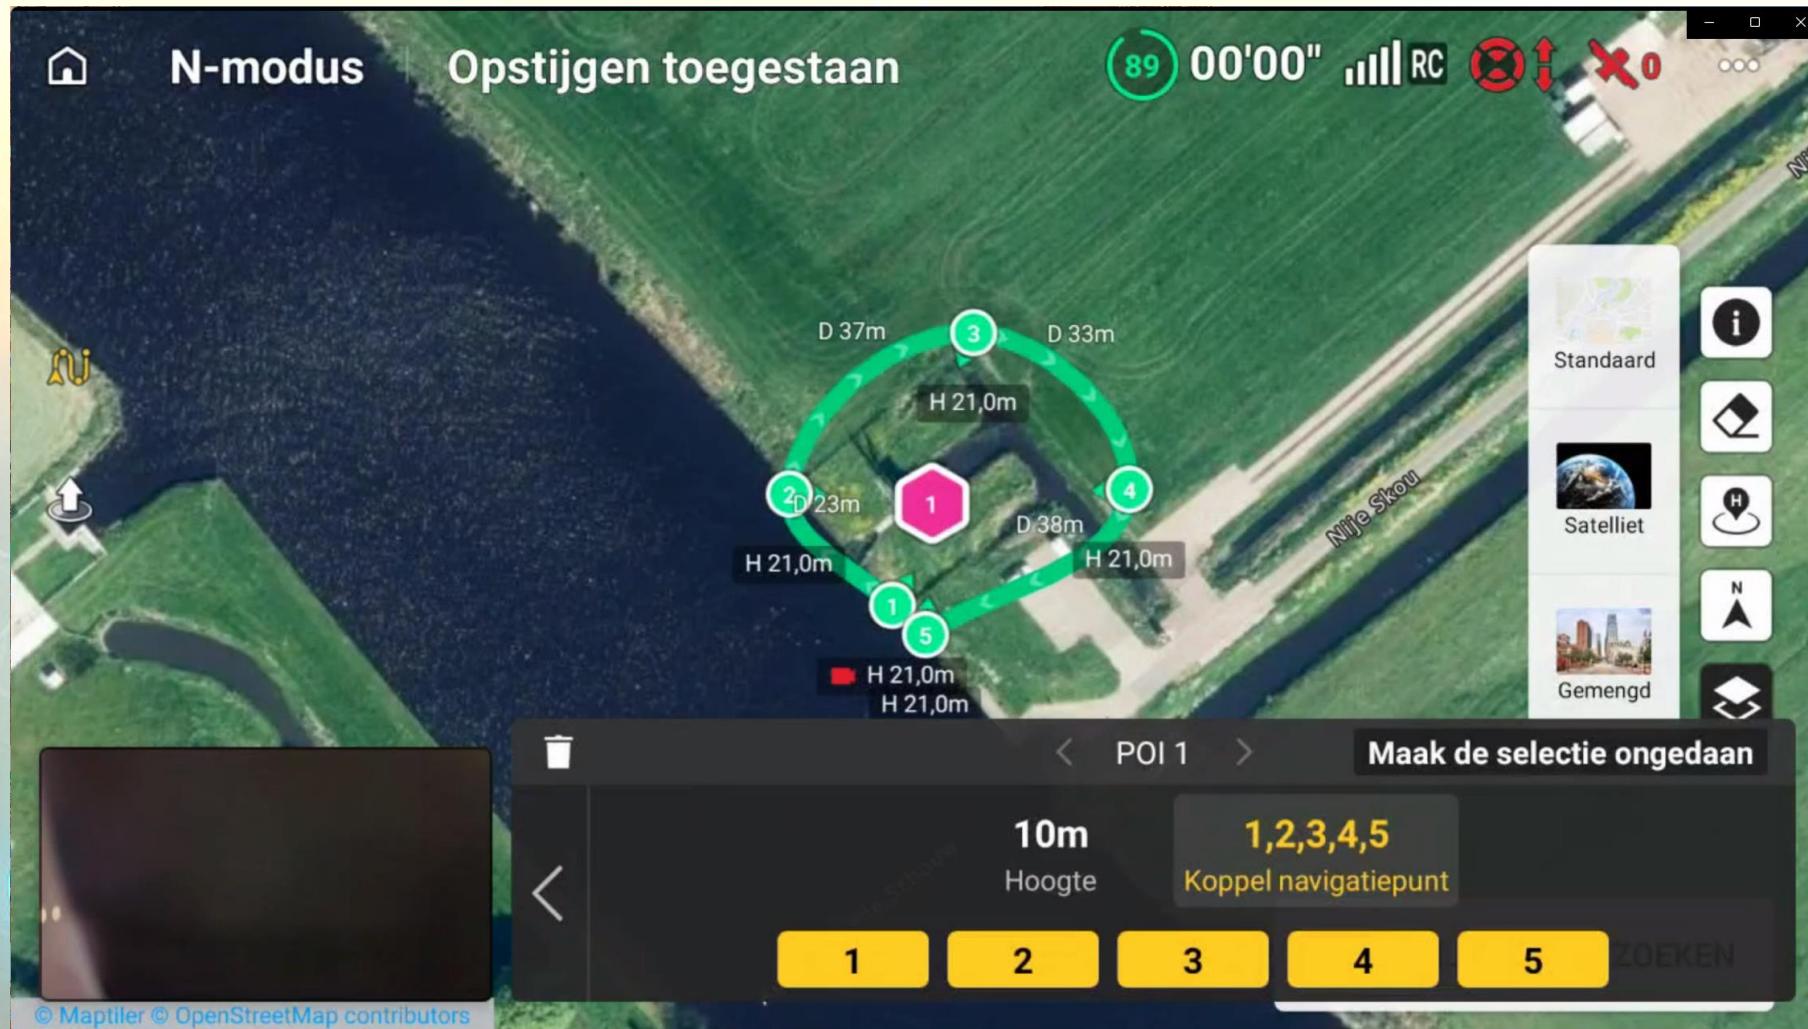 N-modus
Opstijgen toegestaan
89
00'00"
RC
0
D 37m
3
D 33m
H 21,0m
2
D 23m
1
4
D 38m
H 21,0m
H 21,0m
1
5
H 21,0m
H 21,0m
Nije Skou
Standaard
Satelliet
Gemengd
i
H
N
POI 1
Maak de selectie ongedaan
10m
Hoogte
1,2,3,4,5
Koppel navigatiepunt
1
2
3
4
5
ZOEKEN
© Maptiler © OpenStreetMap contributors